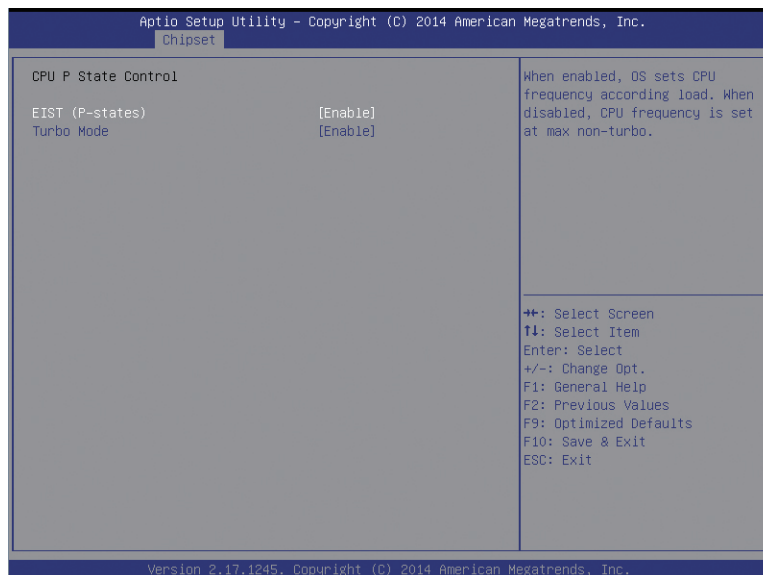 Aptio Setup Utility – Copyright (C) 2014 American Megatrends, Inc.
Chipset
CPU P State Control
EIST (P-states) [Enable]
Turbo Mode [Enable]
When enabled, OS sets CPU
frequency according load. When
disabled, CPU frequency is set
at max non-turbo.
→←: Select Screen
↑↓: Select Item
Enter: Select
+/-: Change Opt.
F1: General Help
F2: Previous Values
F9: Optimized Defaults
F10: Save & Exit
ESC: Exit
Version 2.17.1245. Copyright (C) 2014 American Megatrends, Inc.